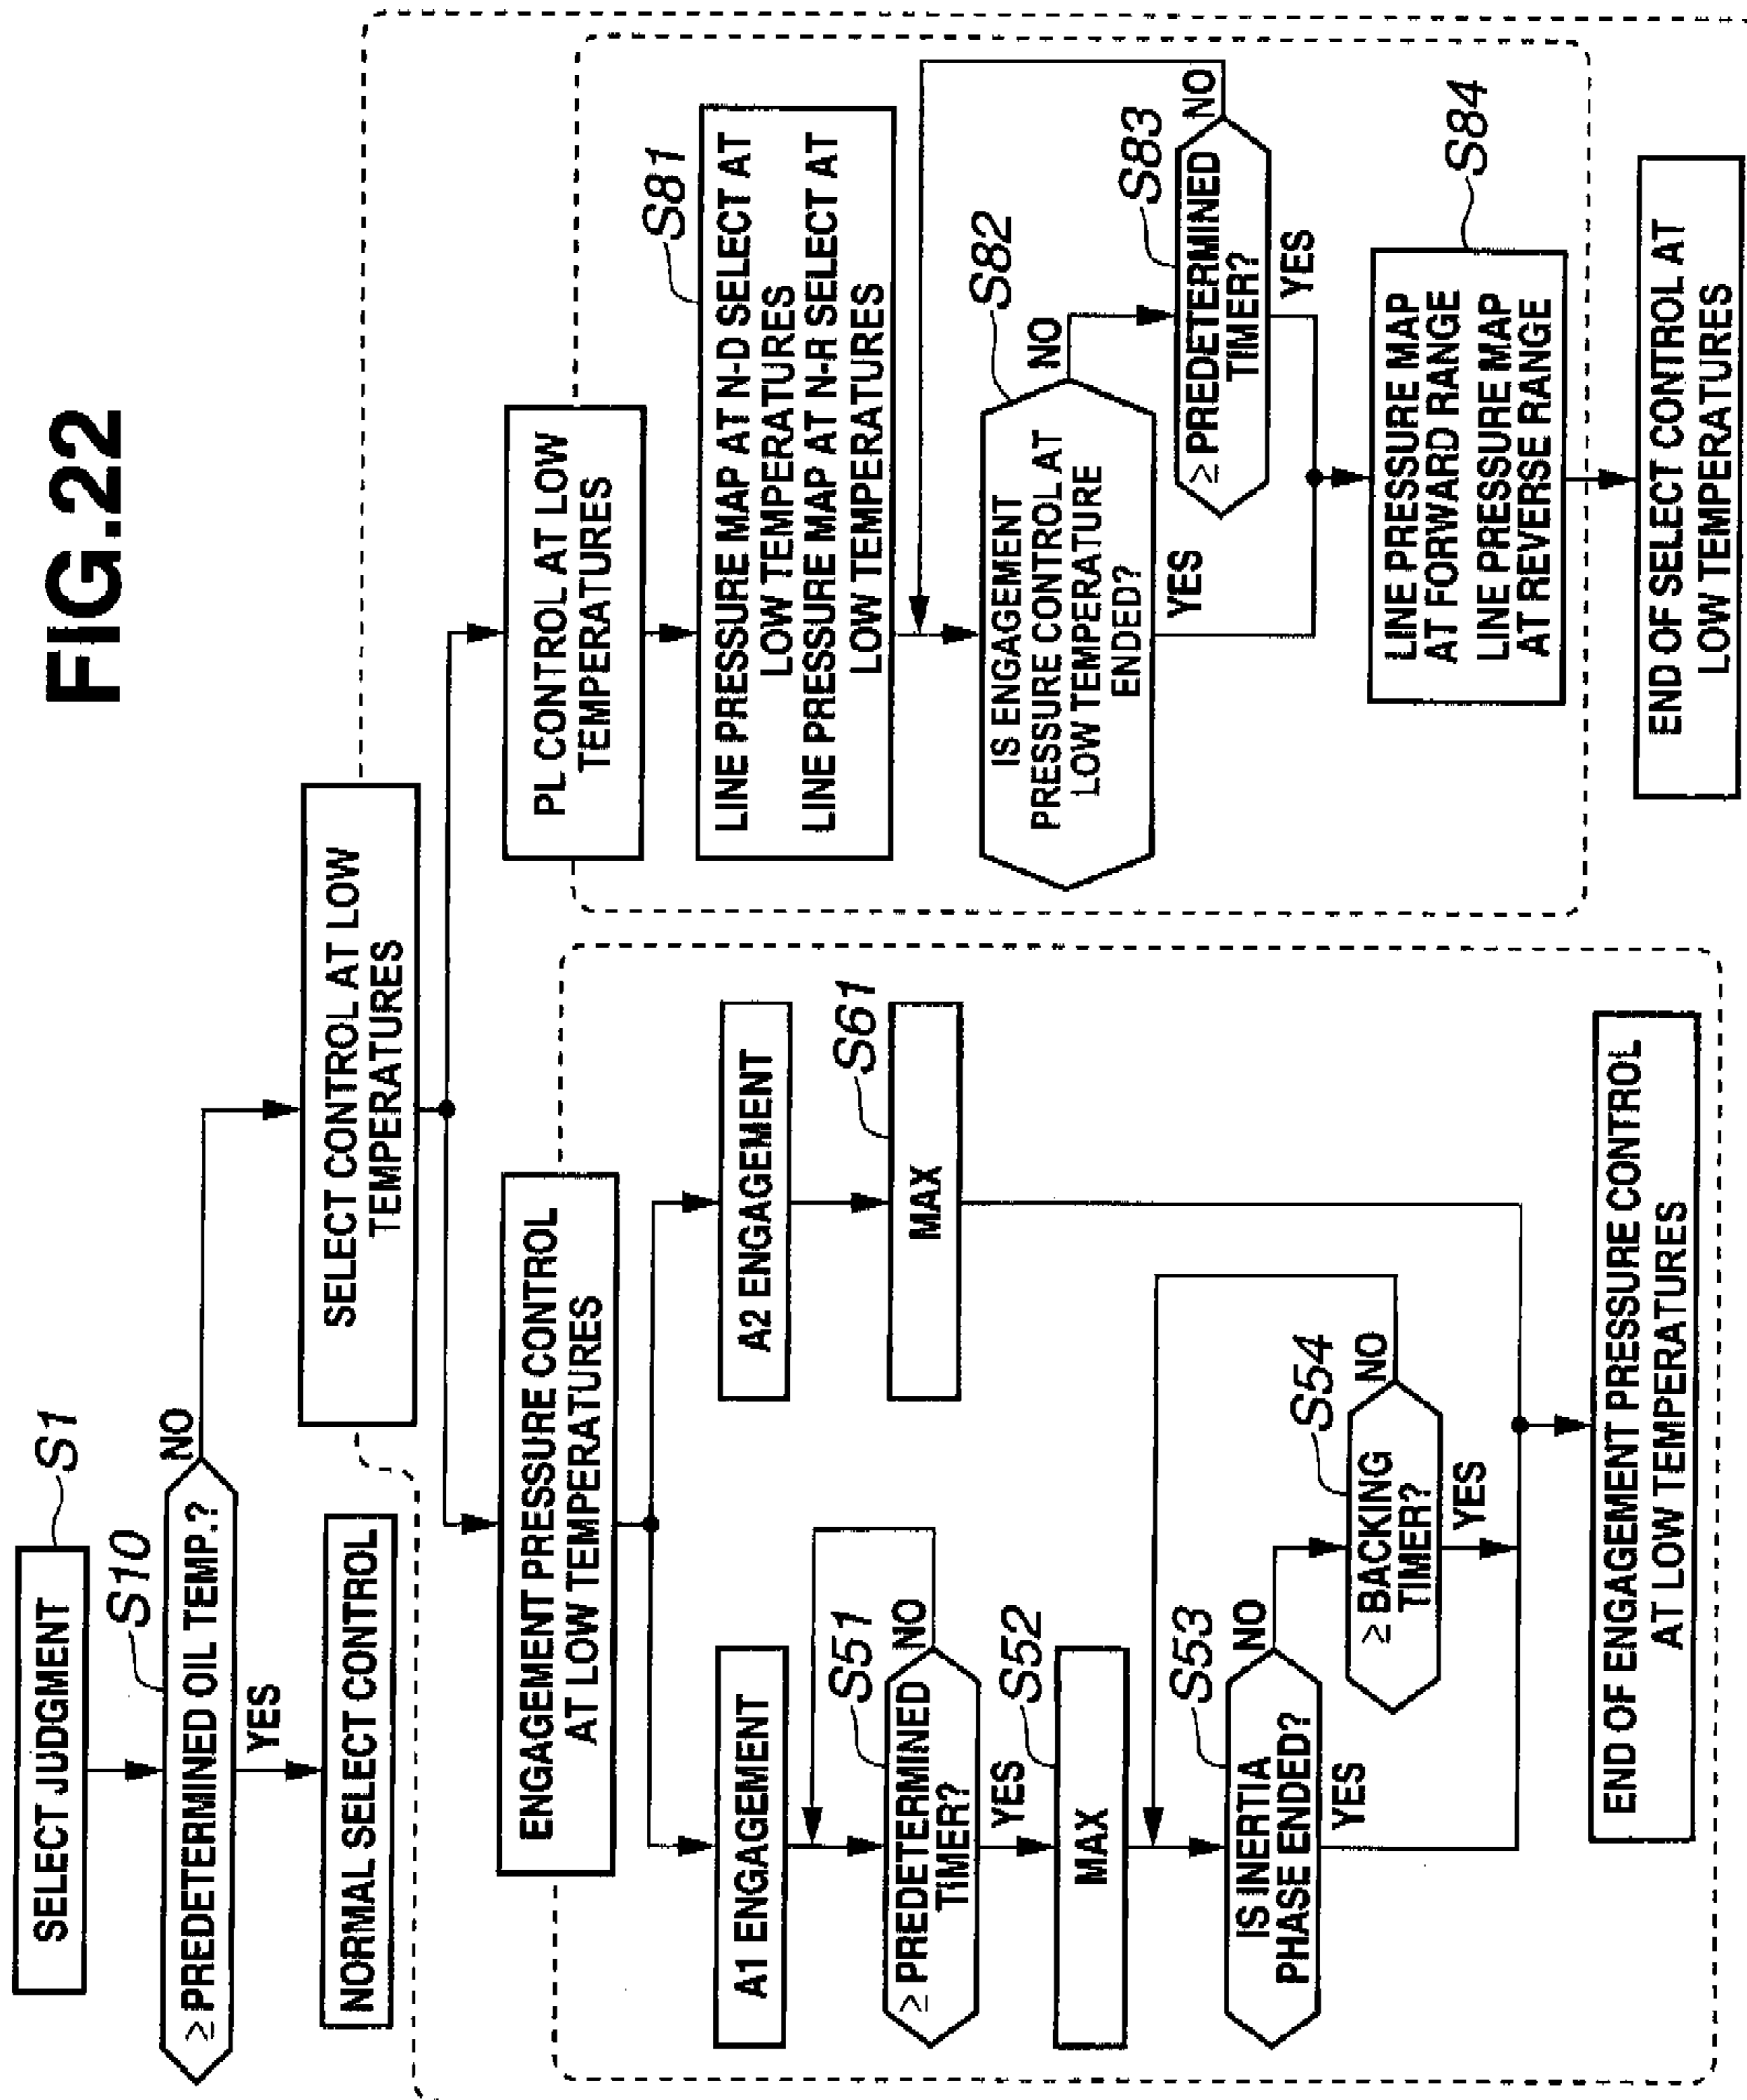 FIG.22
SELECT JUDGMENT
S1
≥ PREDETERMINED OIL TEMP.?
S10
NO
YES
NORMAL SELECT CONTROL
SELECT CONTROL AT LOW
TEMPERATURES
ENGAGEMENT PRESSURE CONTROL
AT LOW TEMPERATURES
A1 ENGAGEMENT
≥ PREDETERMINED
TIMER?
S51
NO
YES
S52
MAX
IS INERTIA
PHASE ENDED?
S53
NO
YES
≥ BACKING
TIMER?
S54
NO
YES
A2 ENGAGEMENT
S61
MAX
END OF ENGAGEMENT PRESSURE CONTROL
AT LOW TEMPERATURES
PL CONTROL AT LOW
TEMPERATURES
S81
LINE PRESSURE MAP AT N-D SELECT AT
LOW TEMPERATURES
LINE PRESSURE MAP AT N-R SELECT AT
LOW TEMPERATURES
IS ENGAGEMENT
PRESSURE CONTROL AT
LOW TEMPERATURE
ENDED?
S82
NO
YES
≥ PREDETERMINED
TIMER?
S83
NO
YES
S84
LINE PRESSURE MAP
AT FORWARD RANGE
LINE PRESSURE MAP
AT REVERSE RANGE
END OF SELECT CONTROL AT
LOW TEMPERATURES